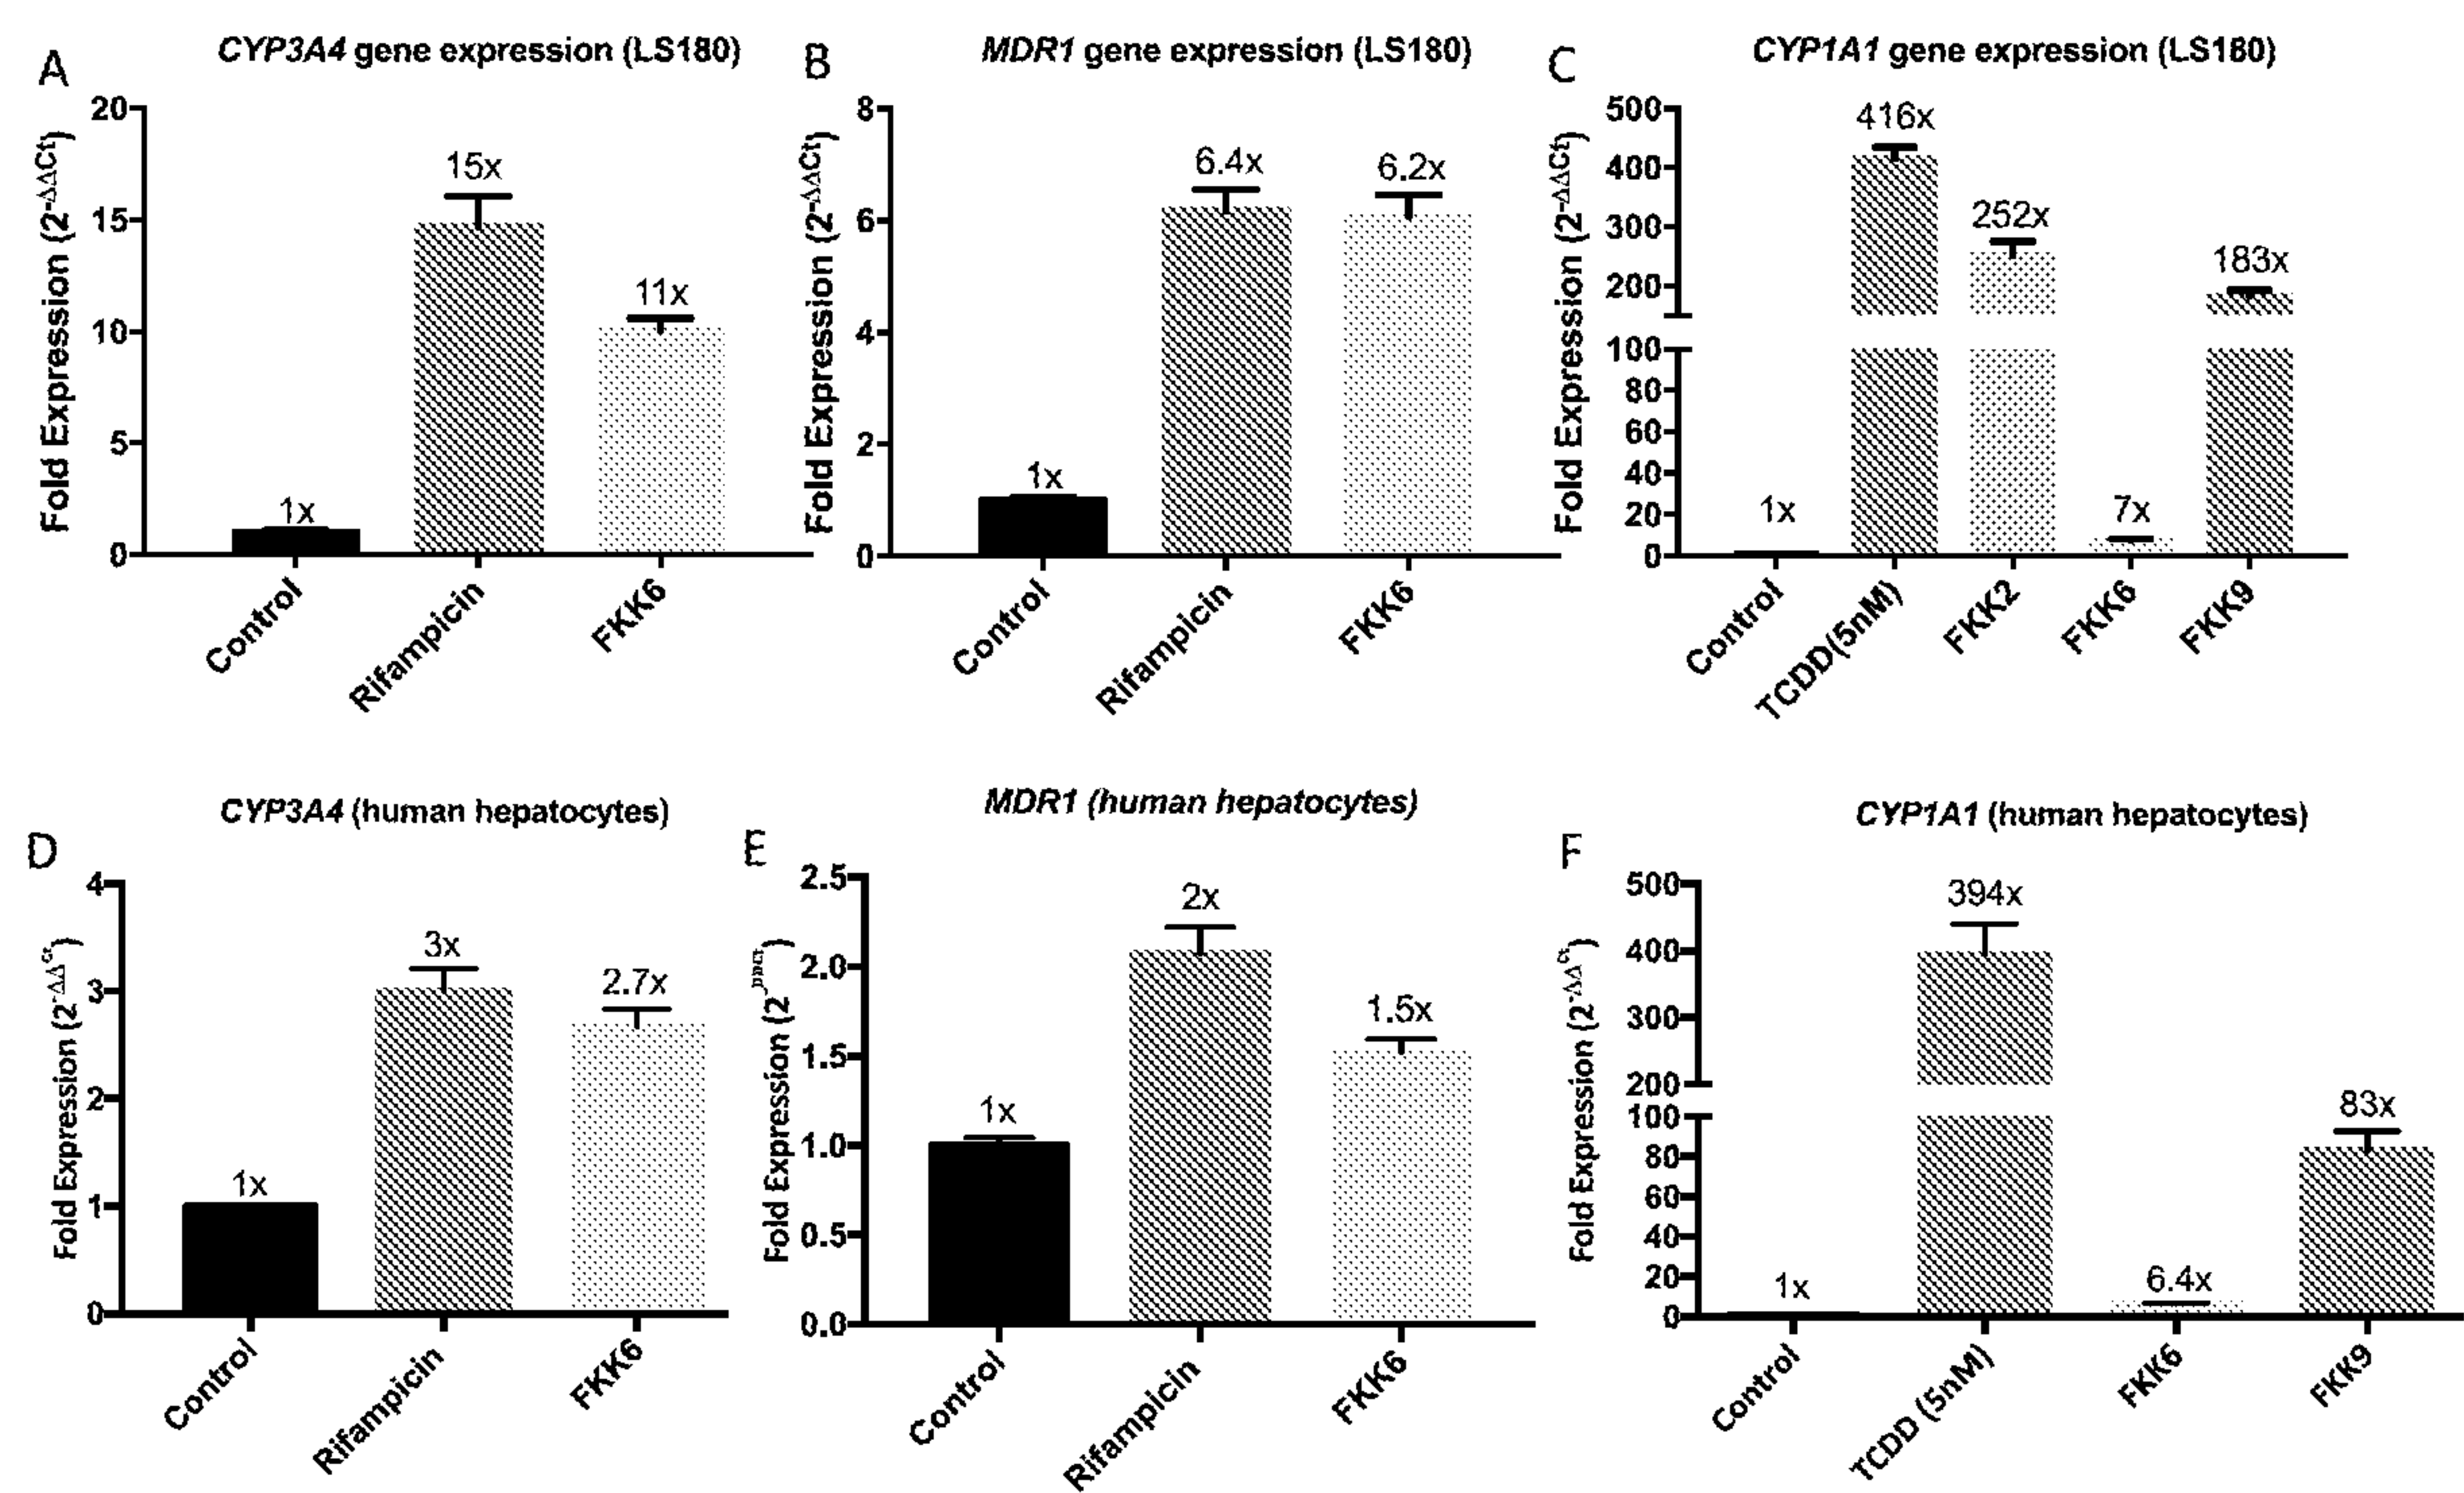 A
CYP3A4 gene expression (LS180)
Fold Expression (2-ΔΔCt)
20
15
10
5
0
1x
15x
11x
Control
Rifampicin
FKK6
B
MDR1 gene expression (LS180)
Fold Expression (2-ΔΔCt)
8
6
4
2
0
1x
6.4x
6.2x
Control
Rifampicin
FKK6
C
CYP1A1 gene expression (LS180)
Fold Expression (2-ΔΔCt)
500
400
300
200
100
80
60
40
20
0
1x
416x
252x
7x
183x
Control
TCDD(5nM)
FKK2
FKK6
FKK9
D
CYP3A4 (human hepatocytes)
Fold Expression (2-ΔΔCt)
4
3
2
1
0
1x
3x
2.7x
Control
Rifampicin
FKK6
E
MDR1 (human hepatocytes)
Fold Expression (2
2.5
2.0
1.5
1.0
0.5
0.0
1x
2x
1.5x
Control
Rifampicin
FKK6
F
CYP1A1 (human hepatocytes)
Fold Expression (2-ΔΔCt)
500
400
300
200
100
80
60
40
20
0
1x
394x
6.4x
83x
Control
TCDD (5nM)
FKK6
FKK9